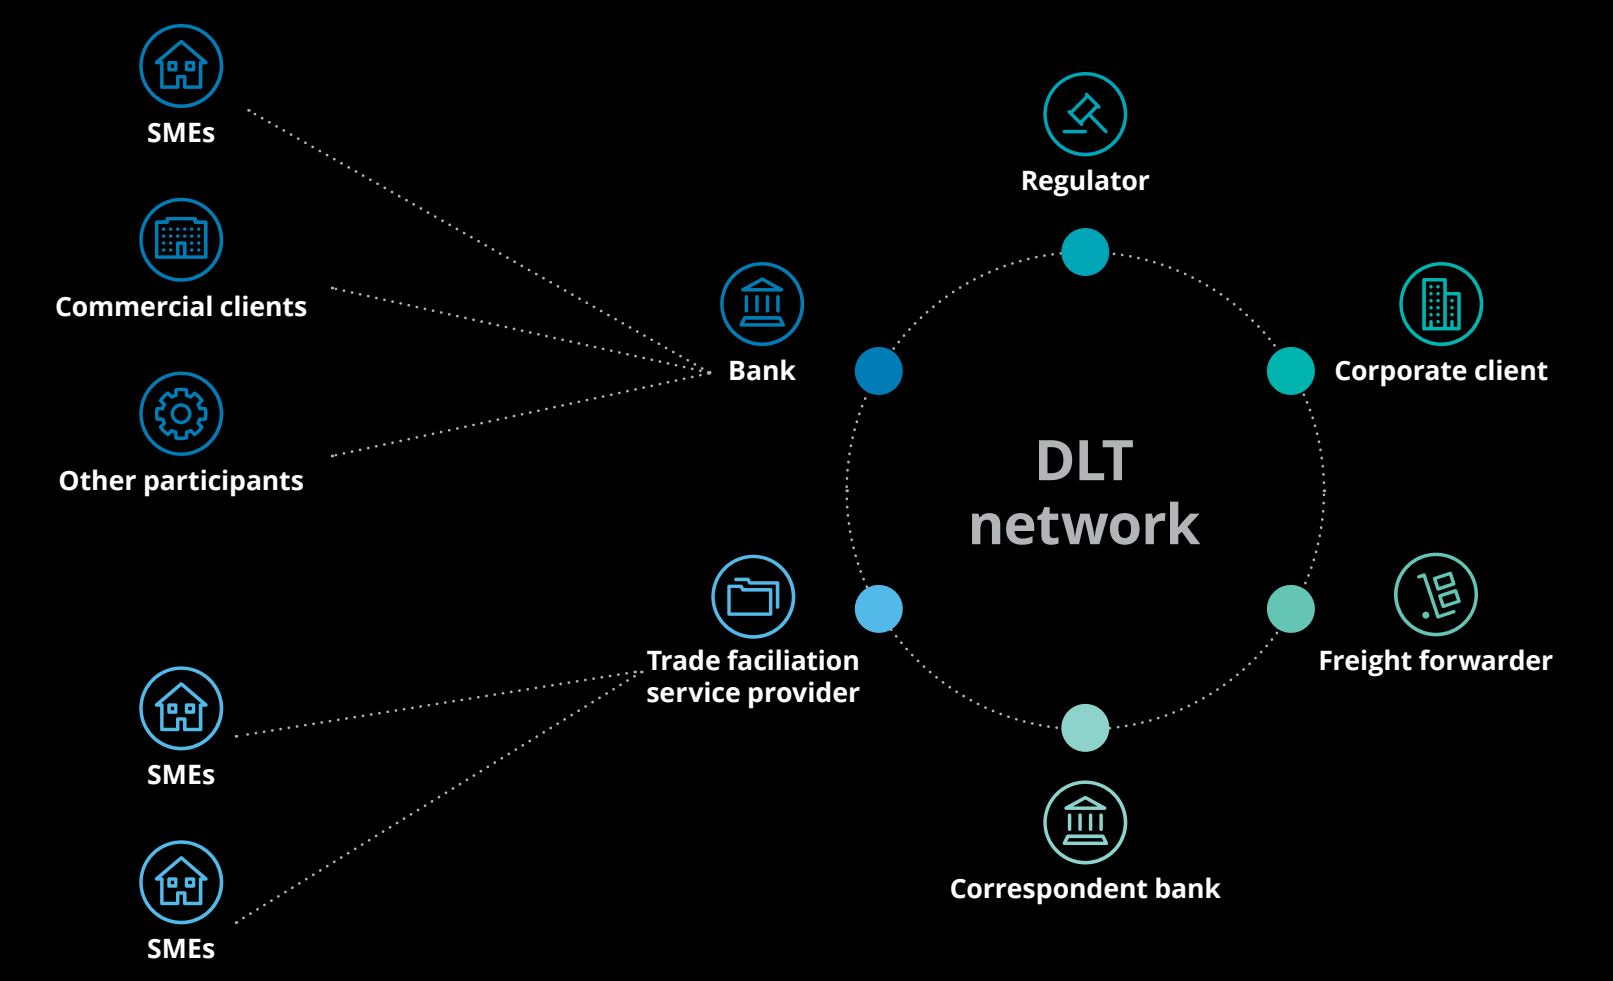 SMEs
Commercial clients
Other participants
SMEs
SMEs
Bank
Trade faciliation
service provider
Regulator
Corporate client
DLT
network
Freight forwarder
Correspondent bank